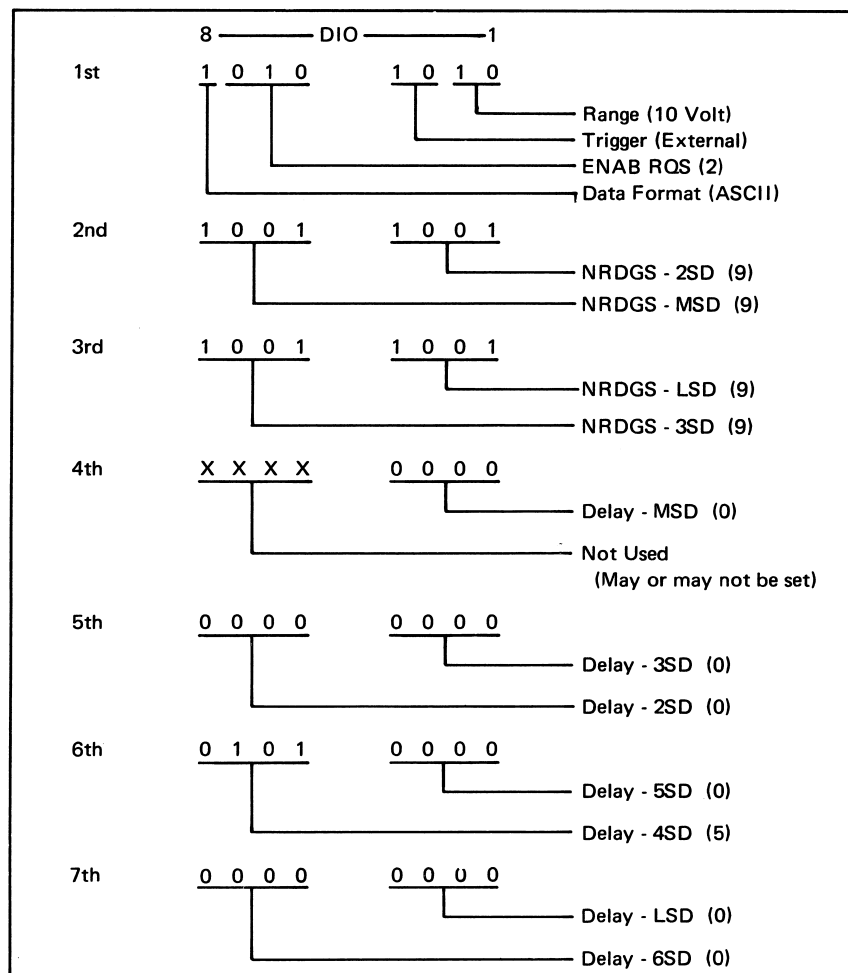 8 DIO 1
1st 1 0 1 0 1 0 1 0
Range (10 Volt)
Trigger (External)
ENAB RQS (2)
Data Format (ASCII)
2nd 1 0 0 1 1 0 0 1
NRDGS - 2SD (9)
NRDGS - MSD (9)
3rd 1 0 0 1 1 0 0 1
NRDGS - LSD (9)
NRDGS - 3SD (9)
4th X X X X 0 0 0 0
Delay - MSD (0)
Not Used
(May or may not be set)
5th 0 0 0 0 0 0 0 0
Delay - 3SD (0)
Delay - 2SD (0)
6th 0 1 0 1 0 0 0 0
Delay - 5SD (0)
Delay - 4SD (5)
7th 0 0 0 0 0 0 0 0
Delay - LSD (0)
Delay - 6SD (0)